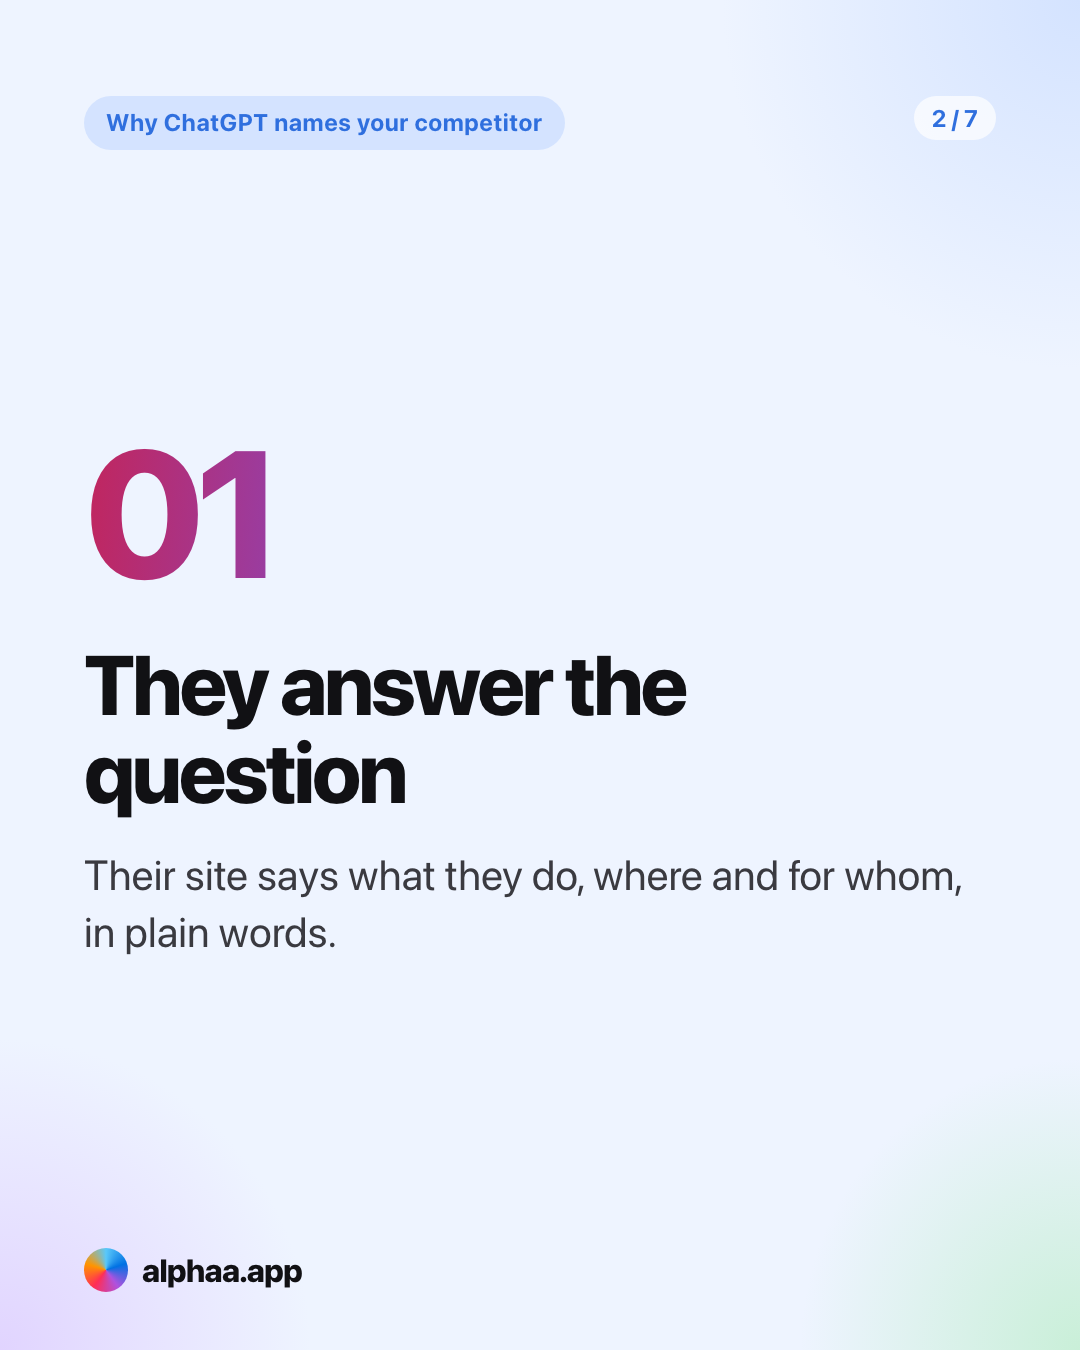 Why ChatGPT names your competitor
2 / 7
01
They answer the
question
Their site says what they do, where and for whom,
in plain words.
alphaa.app